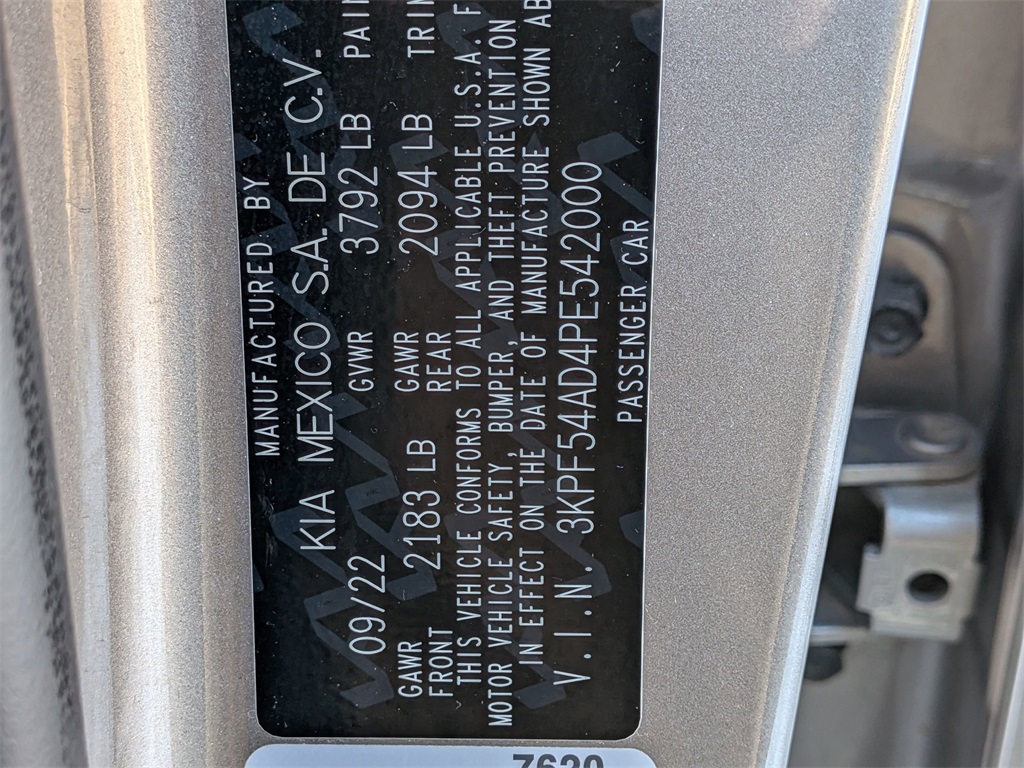 MANUFACTURED BY
KIA MEXICO S.A. DE C.V.
09/22 GVWR 3792 LB
GAWR FRONT 2183 LB GAWR REAR 2094 LB
THIS VEHICLE CONFORMS TO ALL APPLICABLE U.S.A.
MOTOR VEHICLE SAFETY, BUMPER, AND THEFT PREVENTION
IN EFFECT ON THE DATE OF MANUFACTURE SHOWN
V.I.N. 3KPF54AD4PE542000
PASSENGER CAR
7620